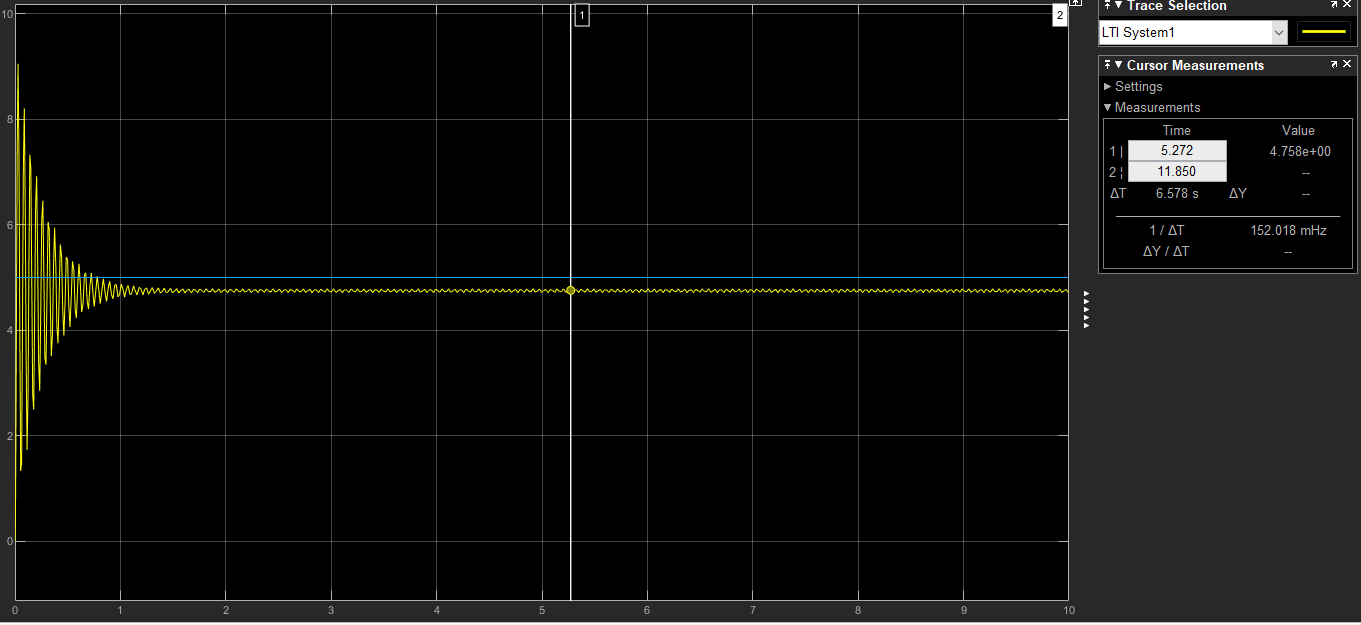 10
8
6
4
2
0
0 1 2 3 4 5 6 7 8 9 10
1
2
Trace Selection
LTI System1
Cursor Measurements
Settings
Measurements
Time Value
1 | 5.272 4.758e+00
2 ¦ 11.850 --
ΔT 6.578 s ΔY --
1 / ΔT 152.018 mHz
ΔY / ΔT --